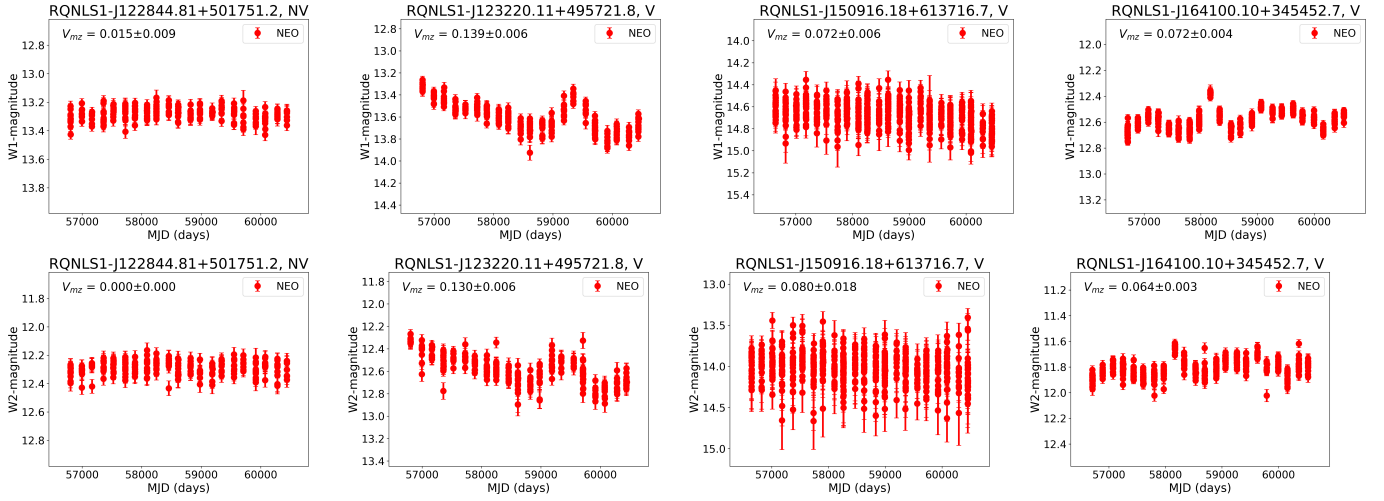 RQNLS1-J122844.81+501751.2, NV
V_mz = 0.015±0.009
NEO
12.8
13.0
13.2
13.4
13.6
13.8
W1-magnitude
57000 58000 59000 60000
MJD (days)
RQNLS1-J123220.11+495721.8, V
V_mz = 0.139±0.006
NEO
12.8
13.0
13.2
13.4
13.6
13.8
14.0
14.2
14.4
W1-magnitude
57000 58000 59000 60000
MJD (days)
RQNLS1-J150916.18+613716.7, V
V_mz = 0.072±0.006
NEO
14.0
14.2
14.4
14.6
14.8
15.0
15.2
15.4
W1-magnitude
57000 58000 59000 60000
MJD (days)
RQNLS1-J164100.10+345452.7, V
V_mz = 0.072±0.004
NEO
12.0
12.2
12.4
12.6
12.8
13.0
13.2
W1-magnitude
57000 58000 59000 60000
MJD (days)
RQNLS1-J122844.81+501751.2, NV
V_mz = 0.000±0.000
NEO
11.8
12.0
12.2
12.4
12.6
12.8
W2-magnitude
57000 58000 59000 60000
MJD (days)
RQNLS1-J123220.11+495721.8, V
V_mz = 0.130±0.006
NEO
11.8
12.0
12.2
12.4
12.6
12.8
13.0
13.2
13.4
W2-magnitude
57000 58000 59000 60000
MJD (days)
RQNLS1-J150916.18+613716.7, V
V_mz = 0.080±0.018
NEO
13.0
13.5
14.0
14.5
15.0
W2-magnitude
57000 58000 59000 60000
MJD (days)
RQNLS1-J164100.10+345452.7, V
V_mz = 0.064±0.003
NEO
11.2
11.4
11.6
11.8
12.0
12.2
12.4
W2-magnitude
57000 58000 59000 60000
MJD (days)